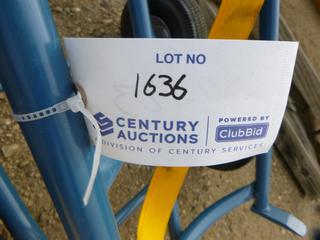 LOT NO
1636
CENTURY AUCTIONS
POWERED BY
ClubBid
DIVISION OF CENTURY SERVICES